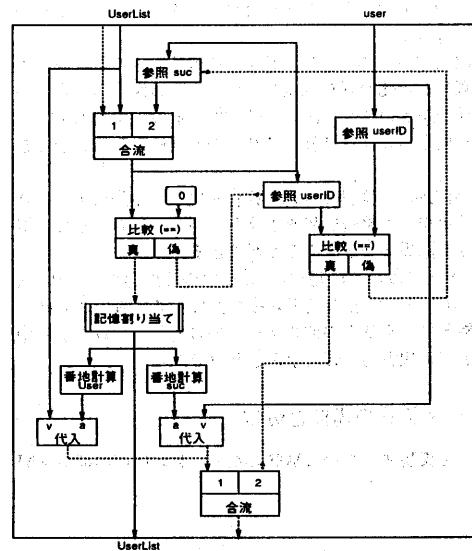 UserList
user
参照 suc
1 2
合流
参照 userID
0
参照 userID
比較 (==)
真 偽
比較 (==)
真 偽
記憶割り当て
番地計算
user
番地計算
suc
v a
代入
a v
代入
1 2
合流
UserList